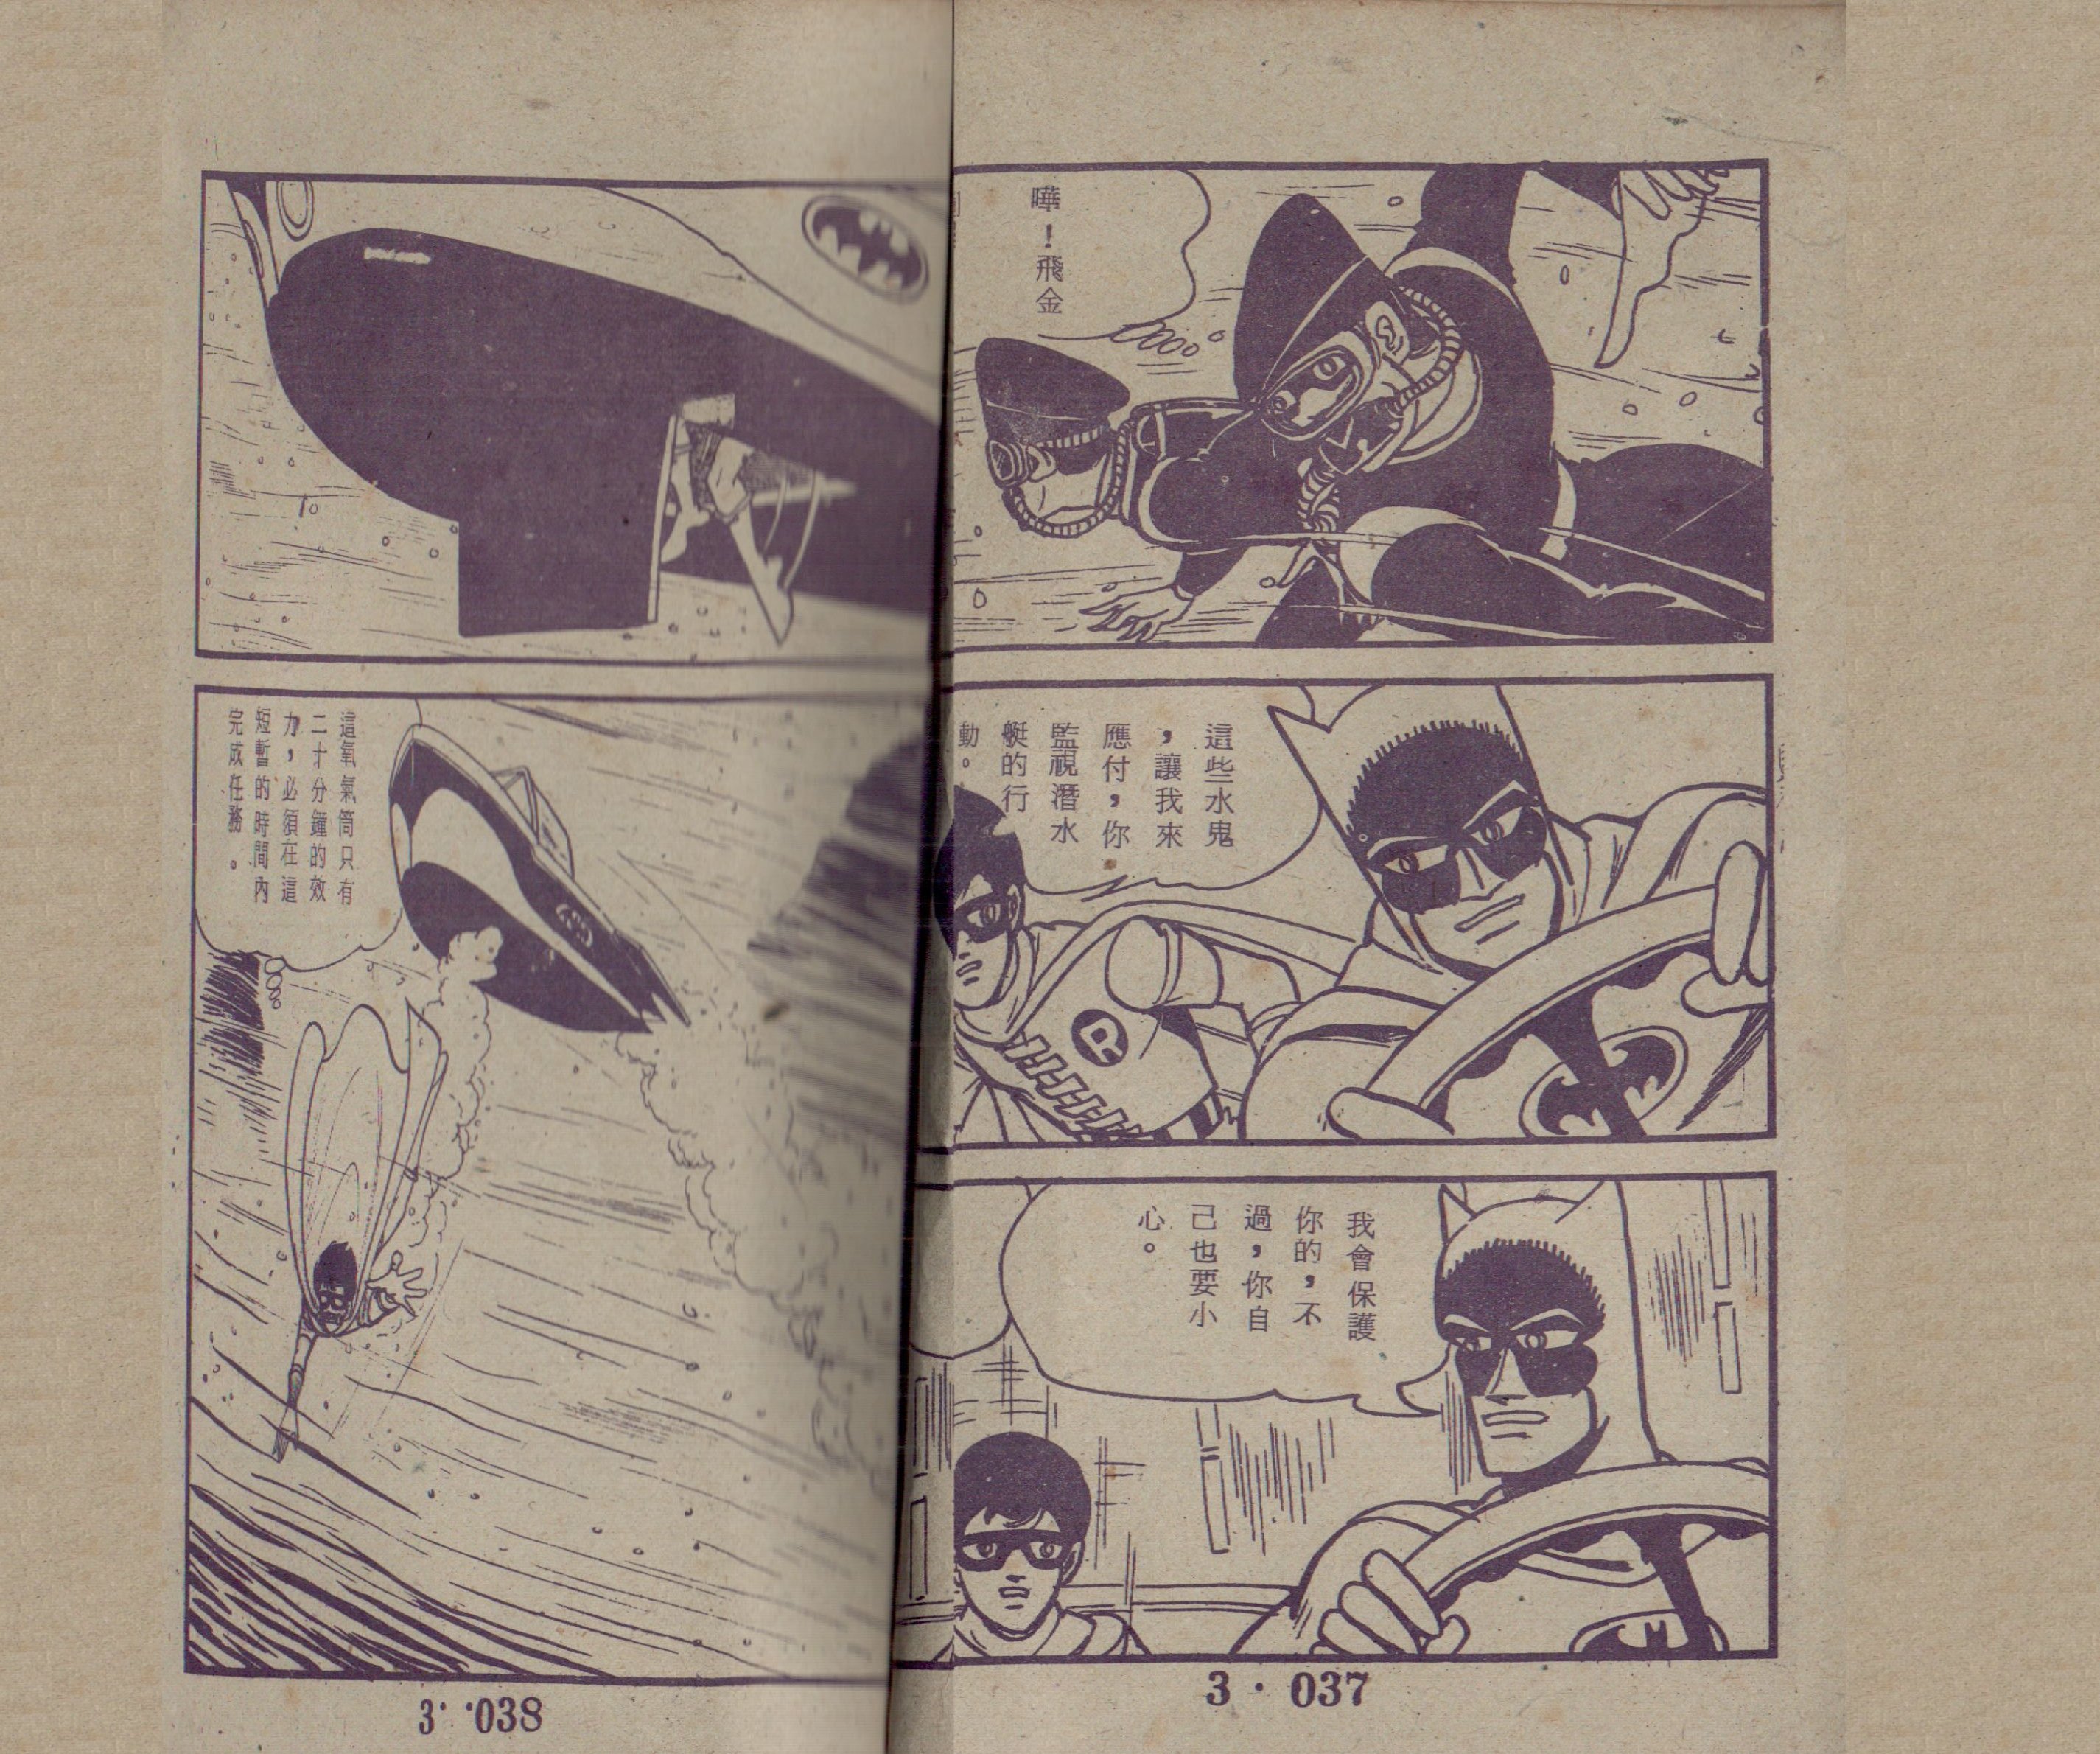 嘩！飛金
這些水鬼
，讓我來
應付，你
監視潛水
艇的行
動。
R
我會保護
你的，不
過，你自
己也要小
心。
3·037
這氧氣筒只有
二十分鐘的效
力，必須在這
短暫的時間內
完成任務。
3·038